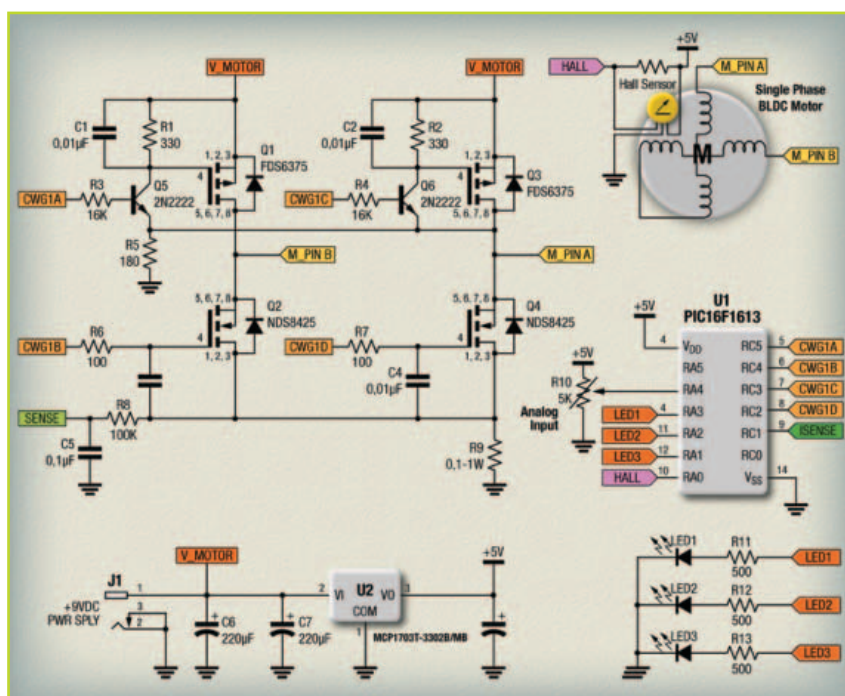 V_MOTOR
C1
0,01µF
R1
330
Q1
FDS6375
1, 2, 3
4
5, 6, 7, 8
CWG1A
R3
16K
Q5
2N2222
R5
180
V_MOTOR
C2
0,01µF
R2
330
Q3
FDS6375
1, 2, 3
4
5, 6, 7, 8
CWG1C
R4
16K
Q6
2N2222
M_PIN B
M_PIN A
5, 6, 7, 8
Q2
NDS8425
4
1, 2, 3
CWG1B
R6
100
5, 6, 7, 8
Q4
NDS8425
4
1, 2, 3
CWG1D
R7
100
C4
0,01µF
SENSE
R8
100K
C5
0,1µF
R9
0,1-1W
+5V
HALL
Hall Sensor
M_PIN A
Single Phase
BLDC Motor
M
M_PIN B
U1
PIC16F1613
+5V
4 VDD RC5 5 CWG1A
RA5 RC4 6 CWG1B
RA4 RC3 7 CWG1C
LED1 4 RA3 RC2 8 CWG1D
LED2 11 RA2 RC1 9 ISENSE
LED3 12 RA1 RC0
HALL 10 RA0 VSS 14
+5V
R10
5K
Analog
Input
V_MOTOR
J1
1
+9VDC
PWR SPLY
3
2
C6
220µF
C7
220µF
2 VI U2 VO 3
COM
1
MCP1703T-3302B/MB
+5V
LED1 R11 LED1
500
LED2 R12 LED2
500
LED3 R13 LED3
500